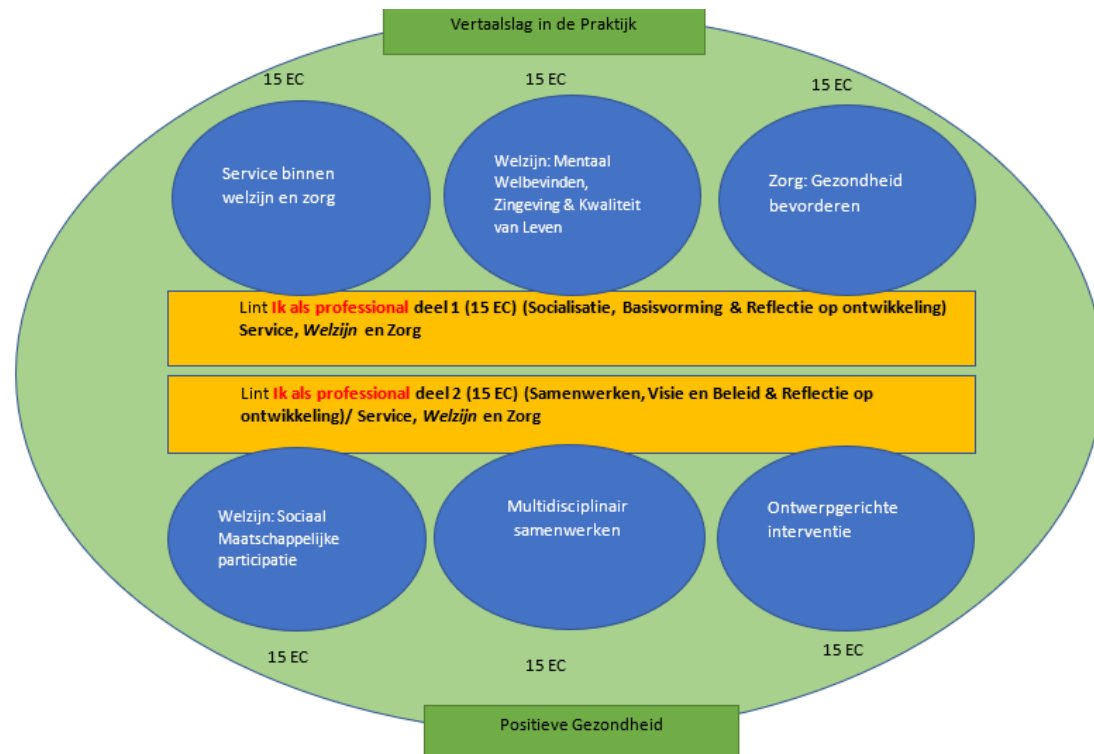 Vertaalslag in de Praktijk
15 EC
15 EC
15 EC
Service binnen
welzijn en zorg
Welzijn: Mentaal
Welbevinden,
Zingeving & Kwaliteit
van Leven
Zorg: Gezondheid
bevorderen
Lint Ik als professional deel 1 (15 EC) (Socialisatie, Basisvorming & Reflectie op ontwikkeling)
Service, Welzijn en Zorg
Lint Ik als professional deel 2 (15 EC) (Samenwerken, Visie en Beleid & Reflectie op
ontwikkeling)/ Service, Welzijn en Zorg
Welzijn: Sociaal
Maatschappelijke
participatie
Multidisciplinair
samenwerken
Ontwerpgerichte
interventie
15 EC
15 EC
15 EC
Positieve Gezondheid